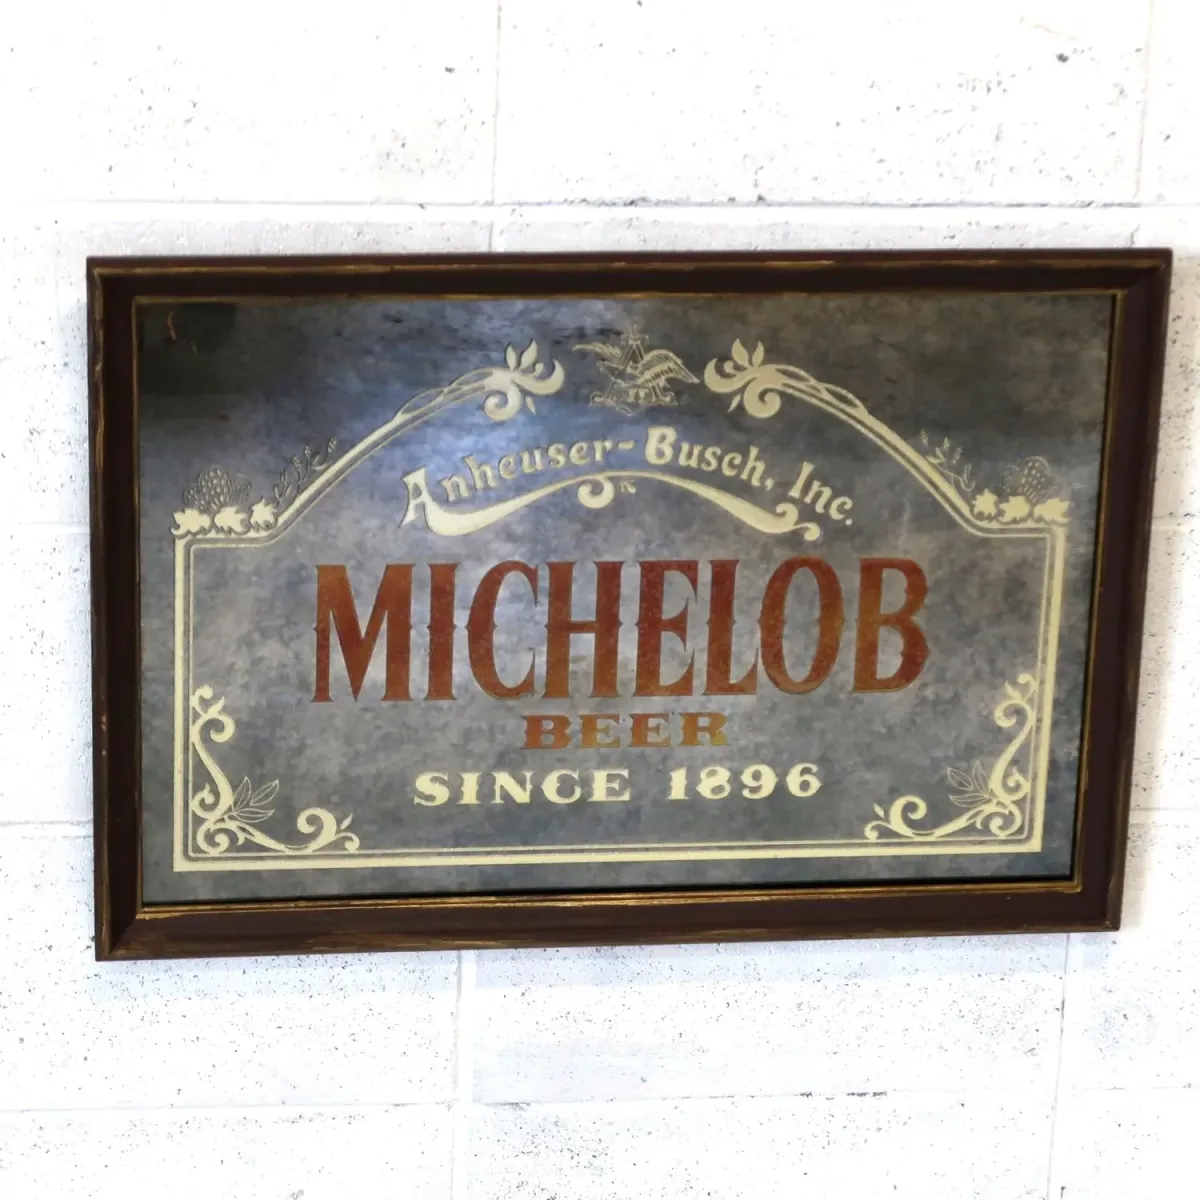 Anheuser-Busch, Inc.
MICHELOB
BEER
SINCE 1896